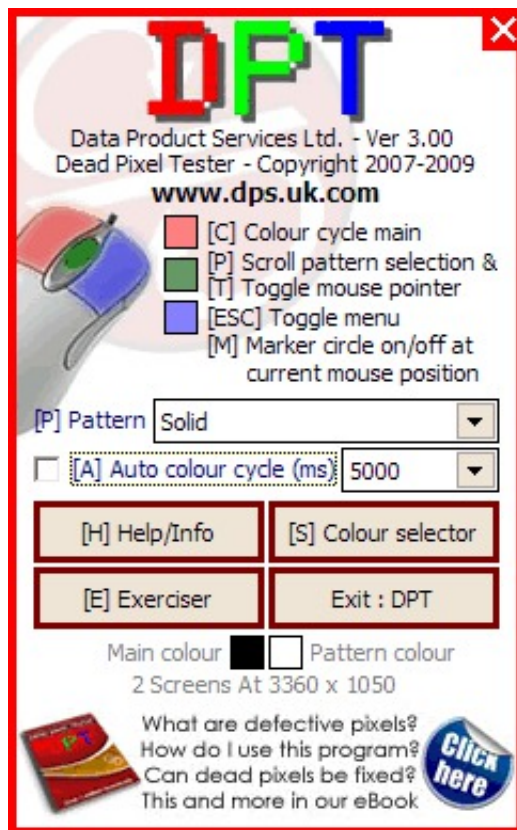 DPT
Data Product Services Ltd. - Ver 3.00
Dead Pixel Tester - Copyright 2007-2009
www.dps.uk.com
[C] Colour cycle main
[P] Scroll pattern selection &
[T] Toggle mouse pointer
[ESC] Toggle menu
[M] Marker circle on/off at
current mouse position
[P] Pattern Solid
[A] Auto colour cycle (ms) 5000
[H] Help/Info [S] Colour selector
[E] Exerciser Exit : DPT
Main colour Pattern colour
2 Screens At 3360 x 1050
What are defective pixels?
How do I use this program?
Can dead pixels be fixed?
This and more in our eBook
Click
here
DPT